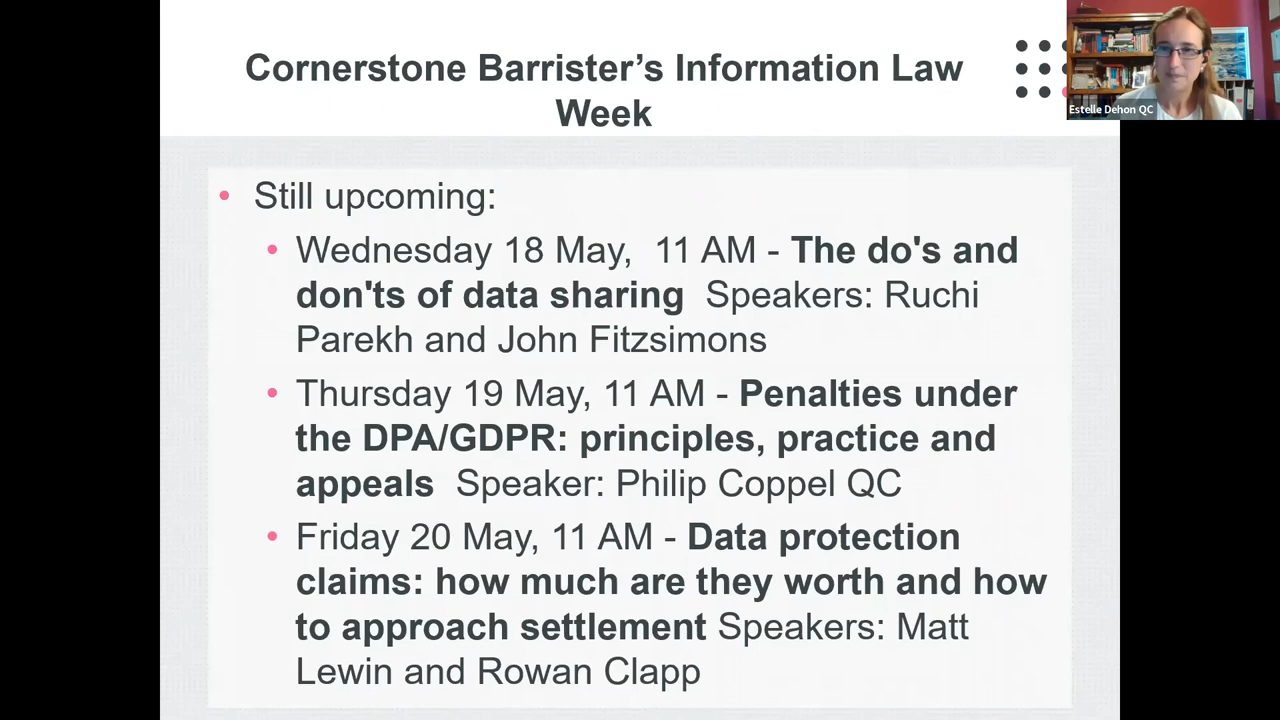 Cornerstone Barrister's Information Law
Week
Estelle Dehon QC
• Still upcoming:
• Wednesday 18 May,  11 AM - The do's and
don'ts of data sharing  Speakers: Ruchi
Parekh and John Fitzsimons
• Thursday 19 May, 11 AM - Penalties under
the DPA/GDPR: principles, practice and
appeals  Speaker: Philip Coppel QC
• Friday 20 May, 11 AM - Data protection
claims: how much are they worth and how
to approach settlement Speakers: Matt
Lewin and Rowan Clapp